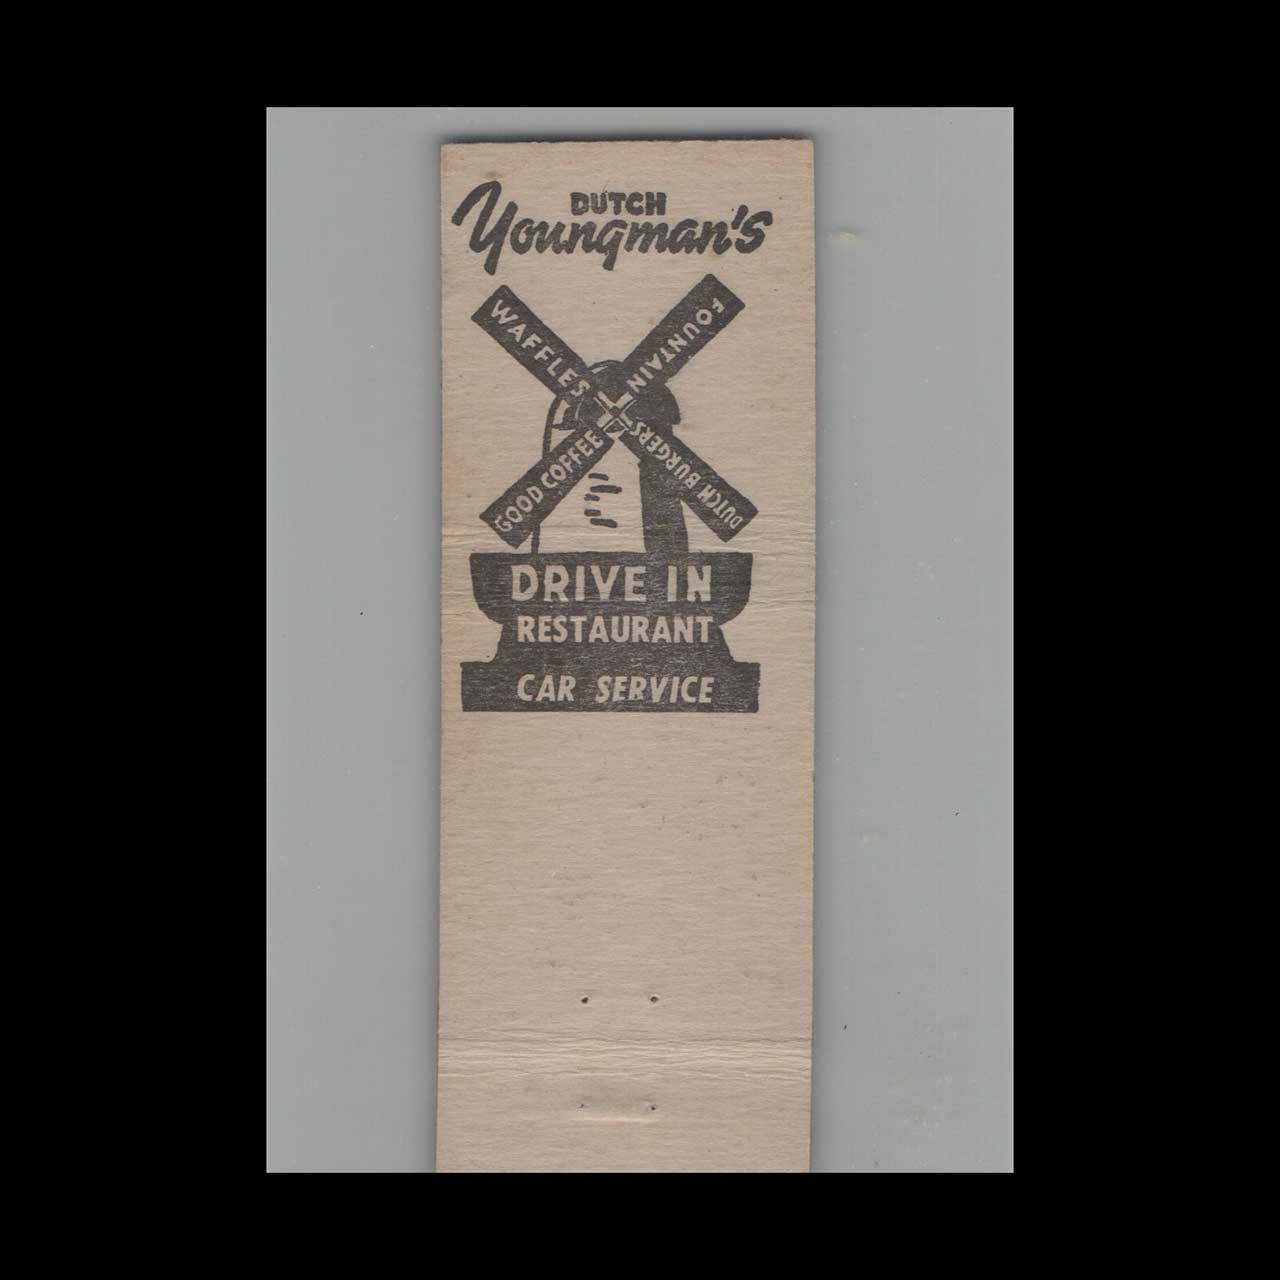 DUTCH
Youngman's
WAFFLES
FOUNTAIN
GOOD COFFEE
DUTCH BURGERS
DRIVE IN
RESTAURANT
CAR SERVICE